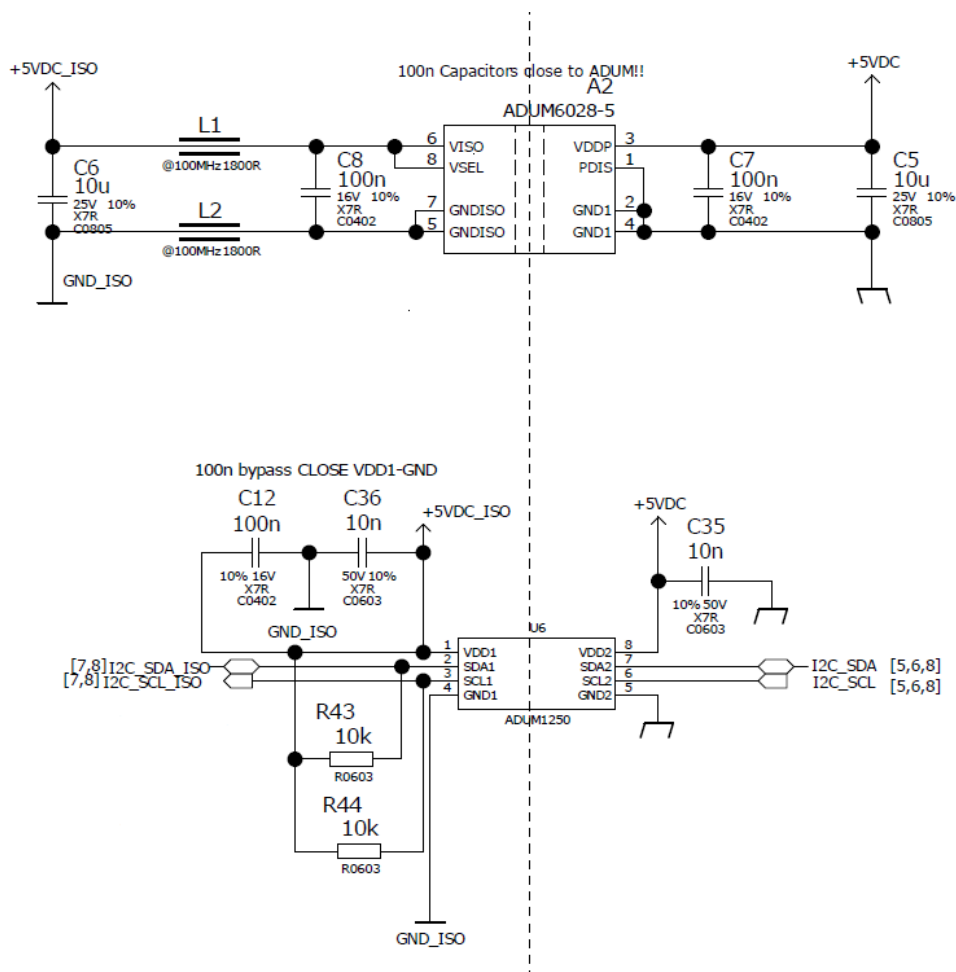 +5VDC_ISO
100n Capacitors close to ADUM!!
+5VDC
A2
ADUM6028-5
L1
@100MHz1800R
C6
10u
25V 10%
X7R
C0805
C8
100n
16V 10%
X7R
C0402
6 VISO
8 VSEL
7 GNDISO
5 GNDISO
VDDP 3
PDIS 1
GND1 2
GND1 4
C7
100n
16V 10%
X7R
C0402
C5
10u
25V 10%
X7R
C0805
L2
@100MHz1800R
GND_ISO
100n bypass CLOSE VDD1-GND
C12
100n
10% 16V
X7R
C0402
C36
10n
50V 10%
X7R
C0603
+5VDC_ISO
GND_ISO
+5VDC
C35
10n
10% 50V
X7R
C0603
U6
1 VDD1
2 SDA1
3 SCL1
4 GND1
VDD2 8
SDA2 7
SCL2 6
GND2 5
ADUM1250
[7,8] I2C_SDA_ISO
[7,8] I2C_SCL_ISO
I2C_SDA [5,6,8]
I2C_SCL [5,6,8]
R43
10k
R0603
R44
10k
R0603
GND_ISO